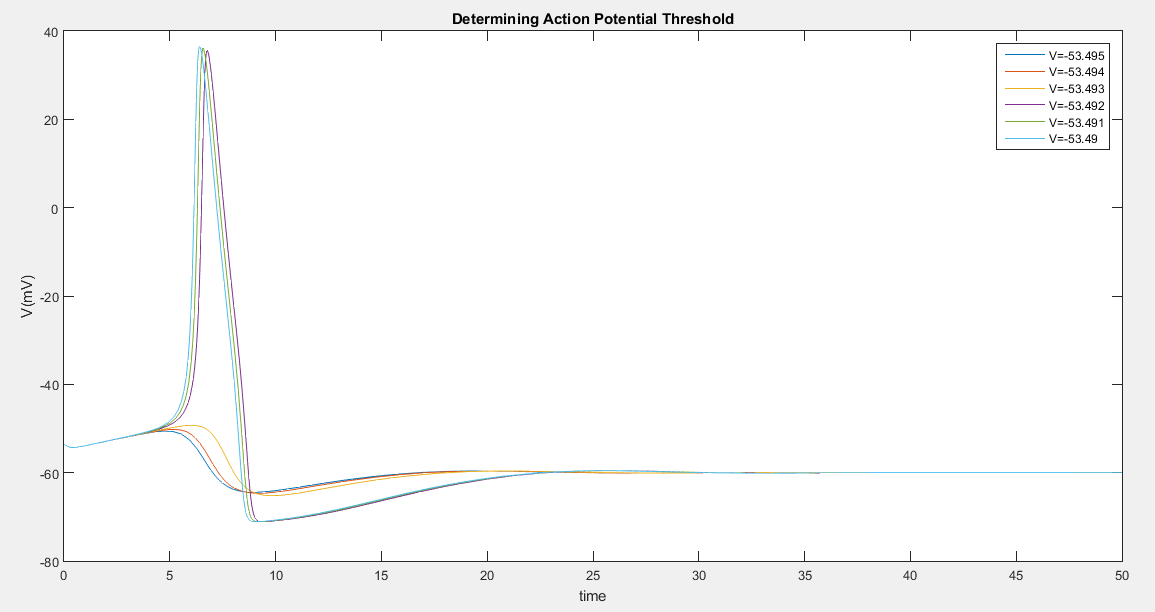 Determining Action Potential Threshold
40
20
0
-20
-40
-60
-80
V(mV)
V=-53.495
V=-53.494
V=-53.493
V=-53.492
V=-53.491
V=-53.49
0 5 10 15 20 25 30 35 40 45 50
time